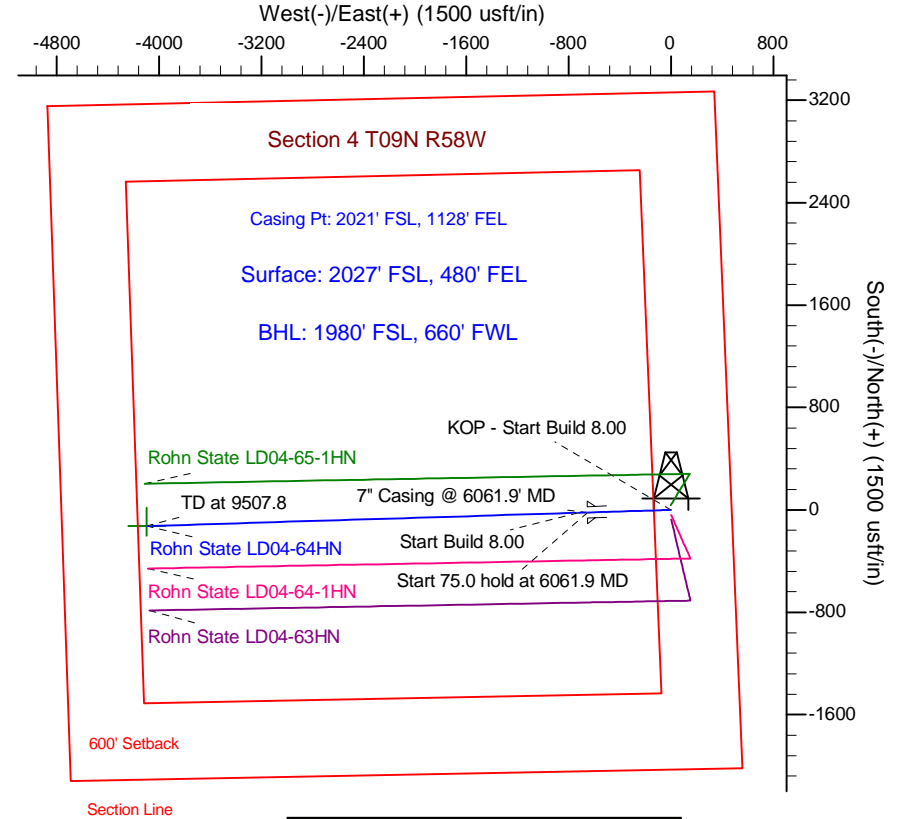 West(-)/East(+) (1500 usft/in)
-4800 -4000 -3200 -2400 -1600 -800 0 800
Section 4 T09N R58W
Casing Pt: 2021' FSL, 1128' FEL
Surface: 2027' FSL, 480' FEL
BHL: 1980' FSL, 660' FWL
3200
2400
1600
800
0
-800
-1600
South(-)/North(+) (1500 usft/in)
KOP - Start Build 8.00
Rohn State LD04-65-1HN
TD at 9507.8
7" Casing @ 6061.9' MD
Start Build 8.00
Rohn State LD04-64HN
Start 75.0 hold at 6061.9 MD
Rohn State LD04-64-1HN
Rohn State LD04-63HN
600' Setback
Section Line